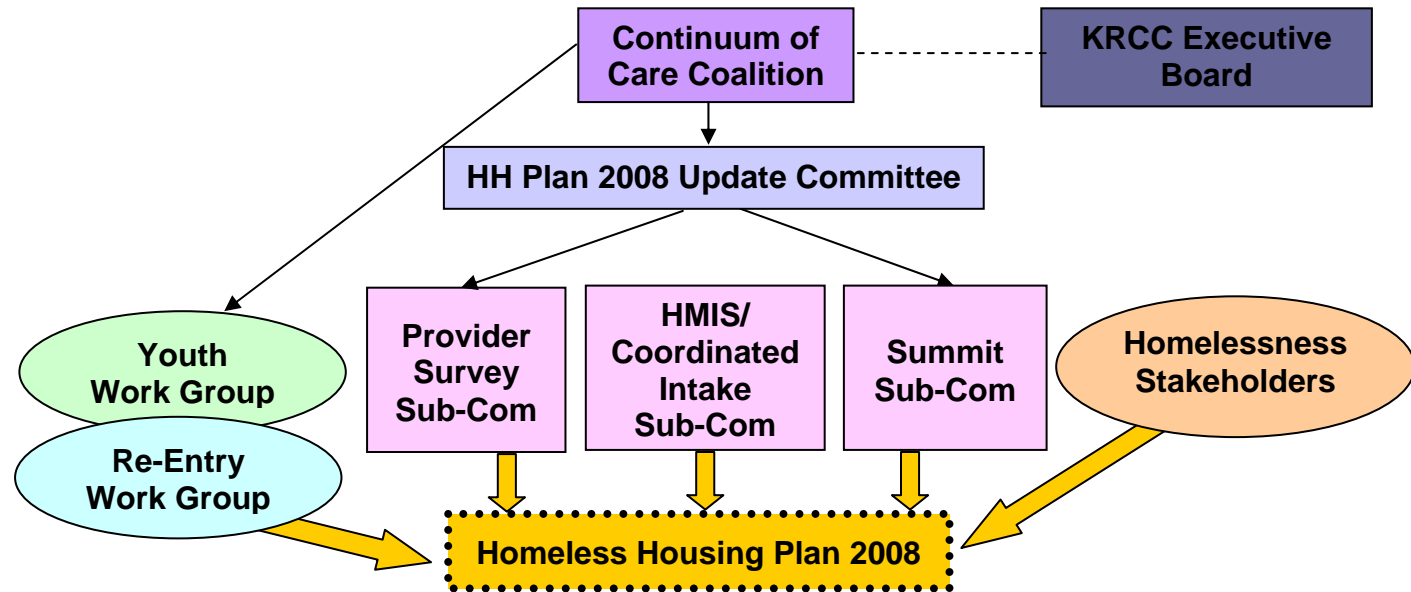 Continuum of
Care Coalition
KRCC Executive
Board
HH Plan 2008 Update Committee
Youth
Work Group
Re-Entry
Work Group
Provider
Survey
Sub-Com
HMIS/
Coordinated
Intake
Sub-Com
Summit
Sub-Com
Homelessness
Stakeholders
Homeless Housing Plan 2008